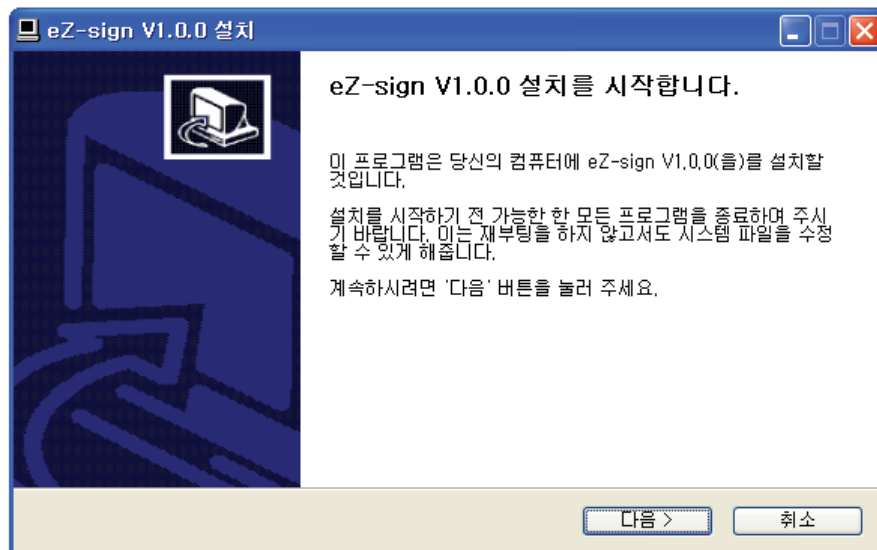 eZ-sign V1.0.0 설치
eZ-sign V1.0.0 설치를 시작합니다.
이 프로그램은 당신의 컴퓨터에 eZ-sign V1.0.0(을)를 설치할
것입니다.
설치를 시작하기 전 가능한 한 모든 프로그램을 종료하여 주시
기 바랍니다. 이는 재부팅을 하지 않고서도 시스템 파일을 수정
할 수 있게 해줍니다.
계속하시려면 '다음' 버튼을 눌러 주세요.
다음 >
취소